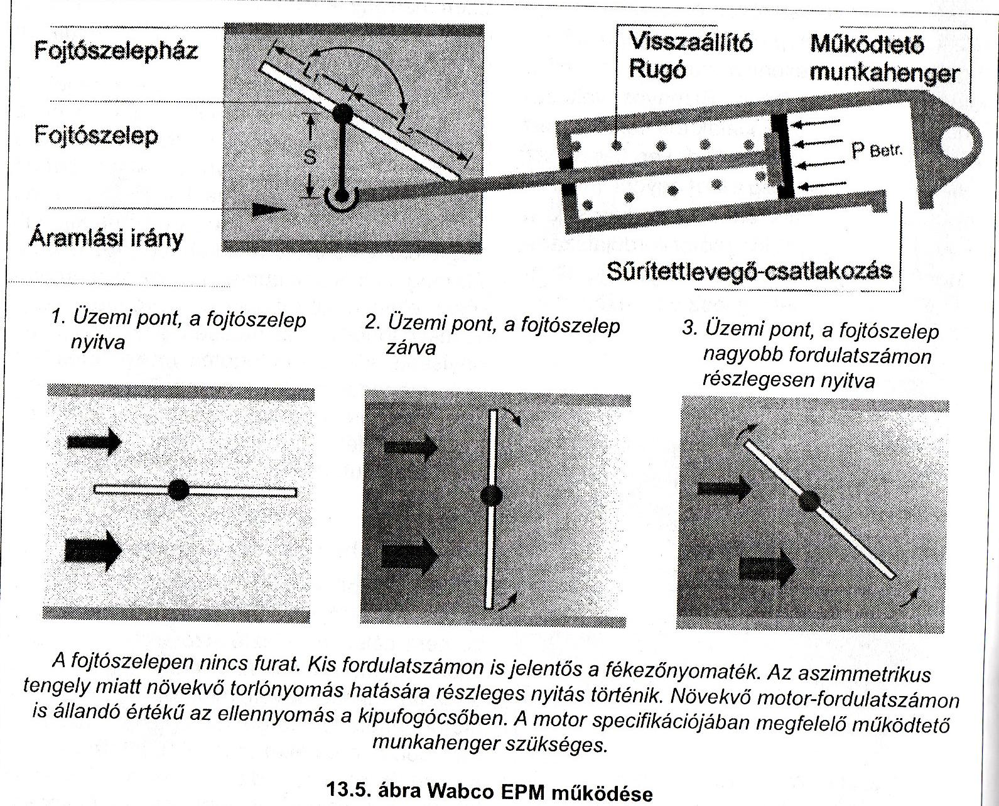 Fojtószelepház
Fojtószelep
Áramlási irány
L₁
L₂
S
Visszaállító
Rugó
Működtető
munkahenger
P Betr.
Sűrítettlevegő-csatlakozás
1. Üzemi pont, a fojtószelep
nyitva
2. Üzemi pont, a fojtószelep
zárva
3. Üzemi pont, a fojtószelep
nagyobb fordulatszámon
részlegesen nyitva
A fojtószelepen nincs furat. Kis fordulatszámon is jelentős a fékezőnyomaték. Az aszimmetrikus
tengely miatt növekvő torlónyomás hatására részleges nyitás történik. Növekvő motor-fordulatszámon
is állandó értékű az ellennyomás a kipufogócsőben. A motor specifikációjában megfelelő működtető
munkahenger szükséges.
13.5. ábra Wabco EPM működése